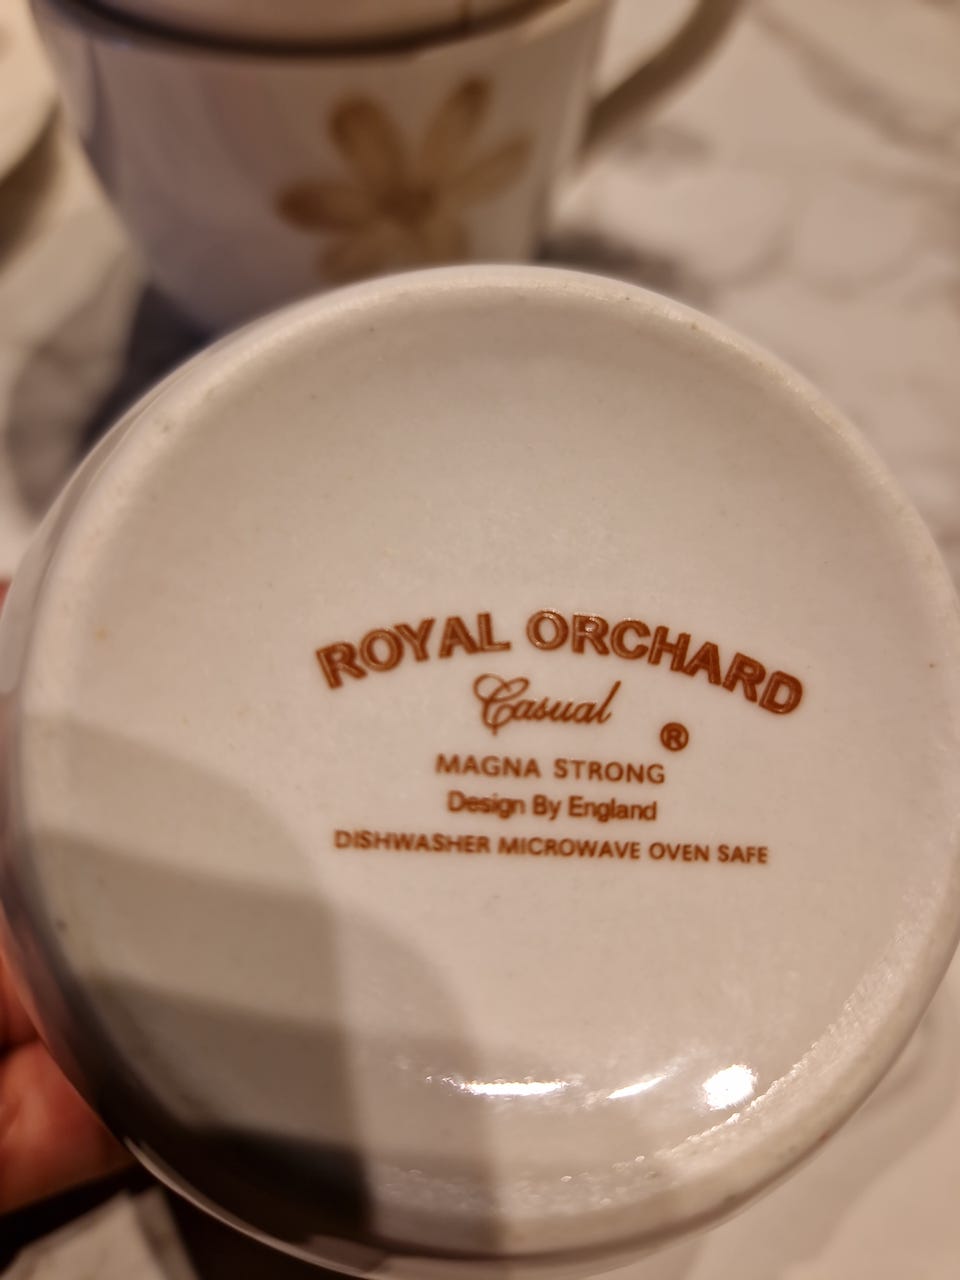 ROYAL ORCHARD
Casual
®
MAGNA STRONG
Design By England
DISHWASHER MICROWAVE OVEN SAFE